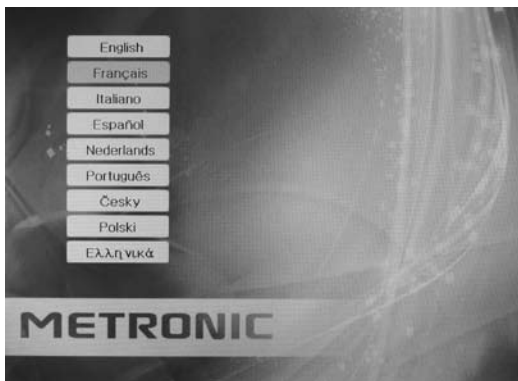 English
Français
Italiano
Español
Nederlands
Português
Česky
Polski
Ελληνικά
METRONIC